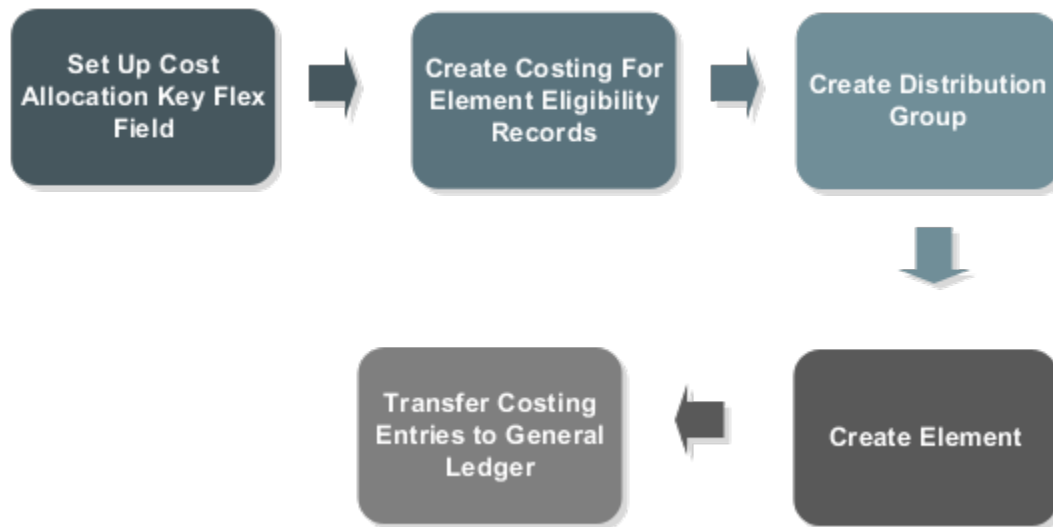 Set Up Cost
Allocation Key Flex
Field
Create Costing For
Element Eligibility
Records
Create Distribution
Group
Create Element
Transfer Costing
Entries to General
Ledger